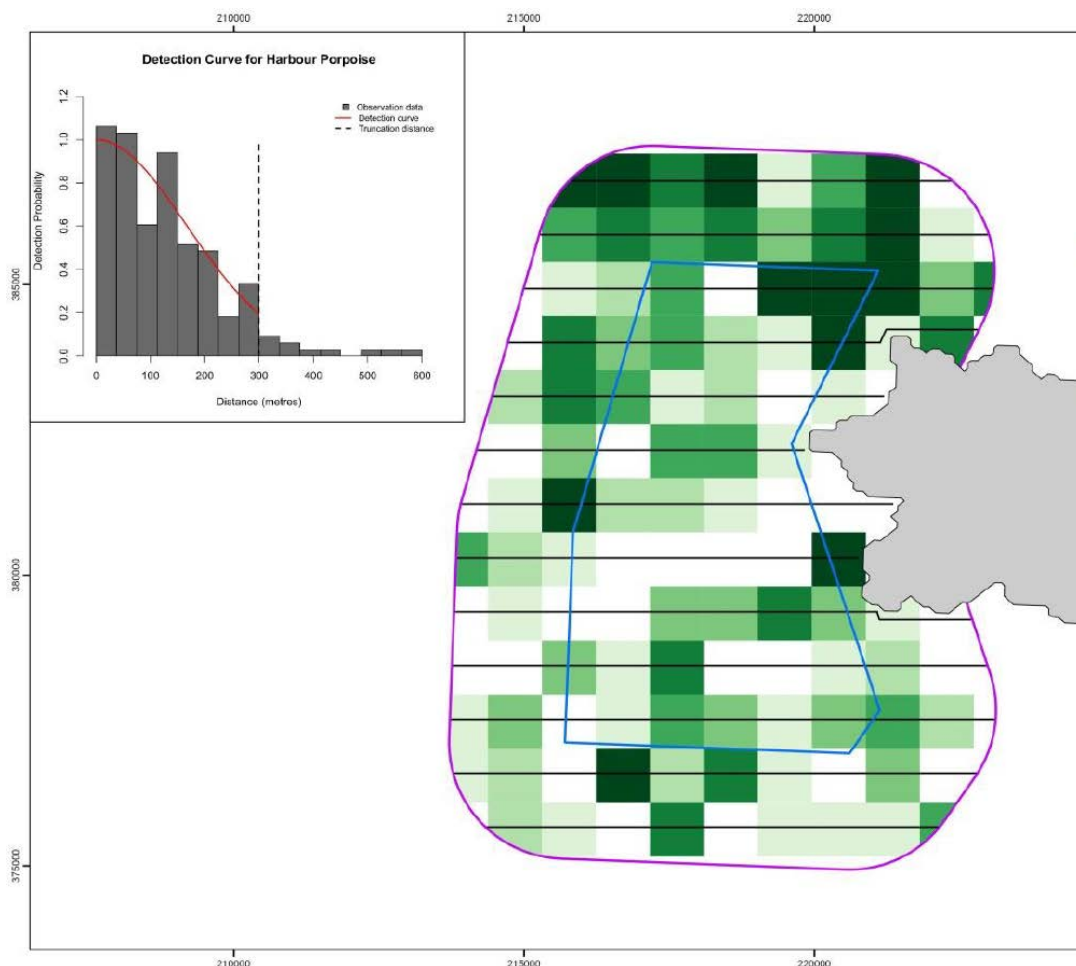 210000
215000
220000
Detection Curve for Harbour Porpoise
1.2
1.0
0.8
0.6
0.4
0.2
0.0
Detection Probability
Observation data
Detection curve
Truncation distance
0 100 200 300 400 500 600
Distance (metres)
385000
385000
380000
375000
210000
215000
220000